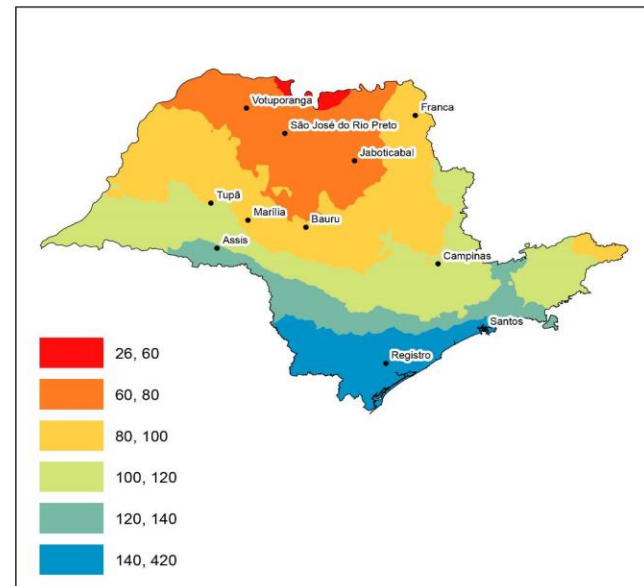 Votuporanga
Franca
São José do Rio Preto
Jaboticabal
Tupã
Marília
Bauru
Assis
Campinas
Santos
Registro
26, 60
60, 80
80, 100
100, 120
120, 140
140, 420